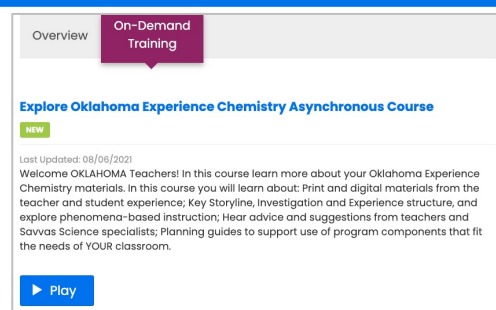 Overview
On-Demand
Training
Explore Oklahoma Experience Chemistry Asynchronous Course
NEW
Last Updated: 08/06/2021
Welcome OKLAHOMA Teachers! In this course learn more about your Oklahoma Experience
Chemistry materials. In this course you will learn about: Print and digital materials from the
teacher and student experience; Key Storyline, Investigation and Experience structure, and
explore phenomena-based instruction; Hear advice and suggestions from teachers and
Savvas Science specialists; Planning guides to support use of program components that fit
the needs of YOUR classroom.
Play